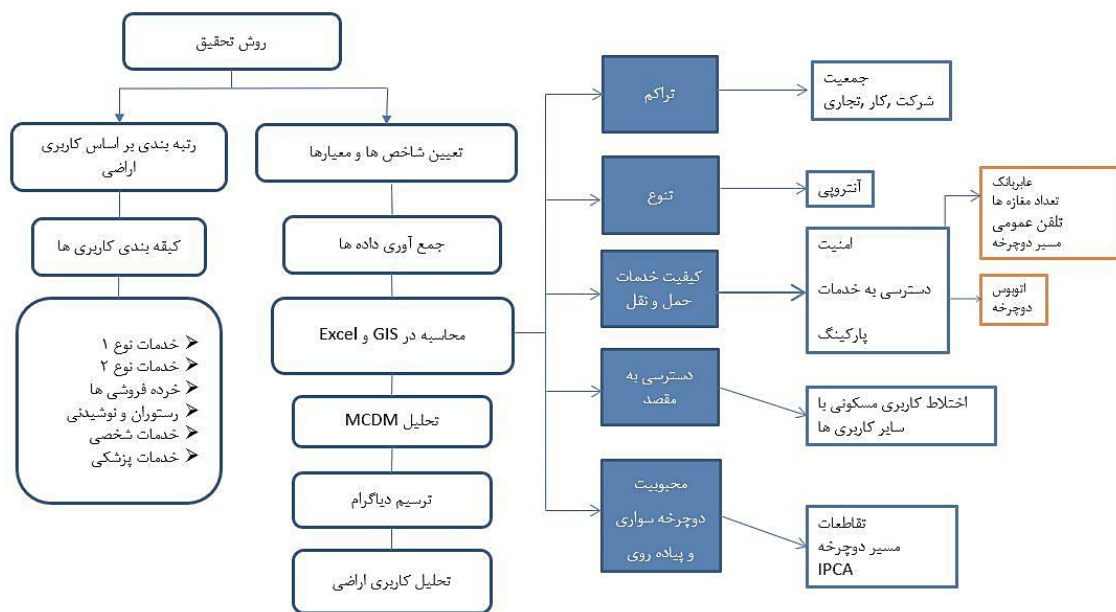 روش تحقیق
رتبه بندی بر اساس کاربری
اراضی
کیقه بندی کاربری ها
⮚ خدمات نوع ۱
⮚ خدمات نوع ۲
⮚ خرده فروشی ها
⮚ رستوران و نوشیدنی
⮚ خدمات شخصی
⮚ خدمات پزشکی
تعیین شاخص ها و معیارها
جمع آوری داده ها
محاسبه در GIS و Excel
تحلیل MCDM
ترسیم دیاگرام
تحلیل کاربری اراضی
تراکم
جمعیت
شرکت ,کار ,تجاری
تنوع
آنتروپی
کیفیت خدمات
حمل و نقل
امنیت
دسترسی به خدمات
پارکینگ
عابربانک
تعداد مغازه ها
تلفن عمومی
مسیر دوچرخه
اتوبوس
دوچرخه
دسترسی به
مقصد
اختلاط کاربری مسکونی با
سایر کاربری ها
محبوبیت
دوچرخه سواری
و پیاده روی
تقاطعات
مسیر دوچرخه
IPCA